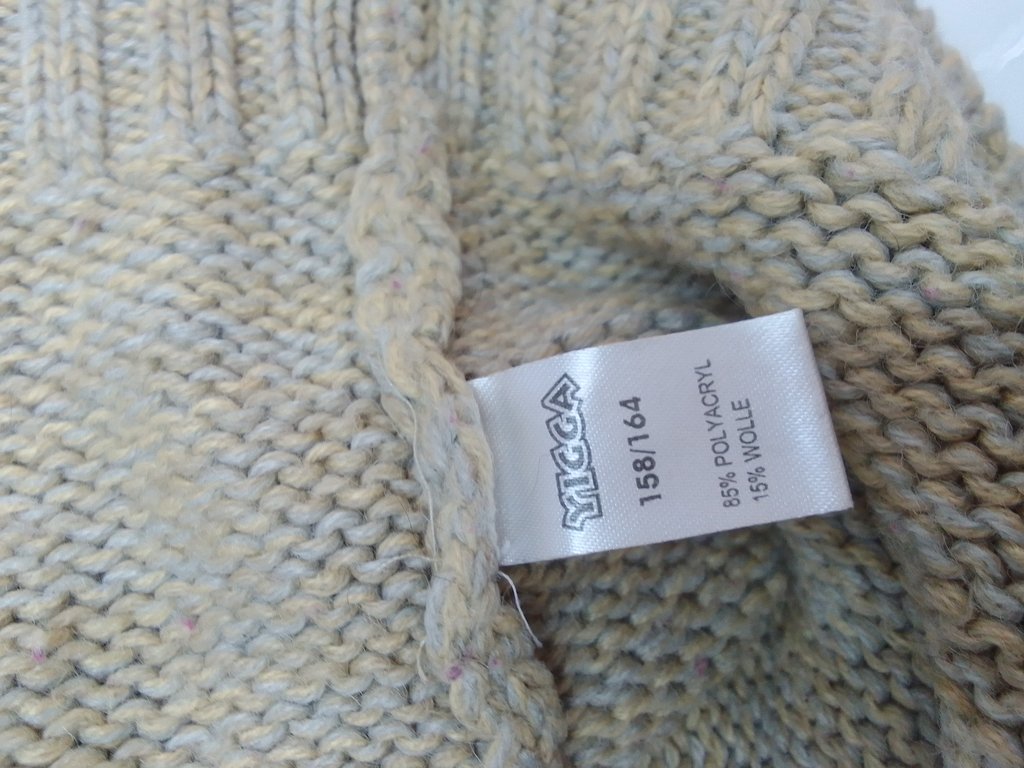 YIGGA
158/164
85% POLYACRYL
15% WOLLE